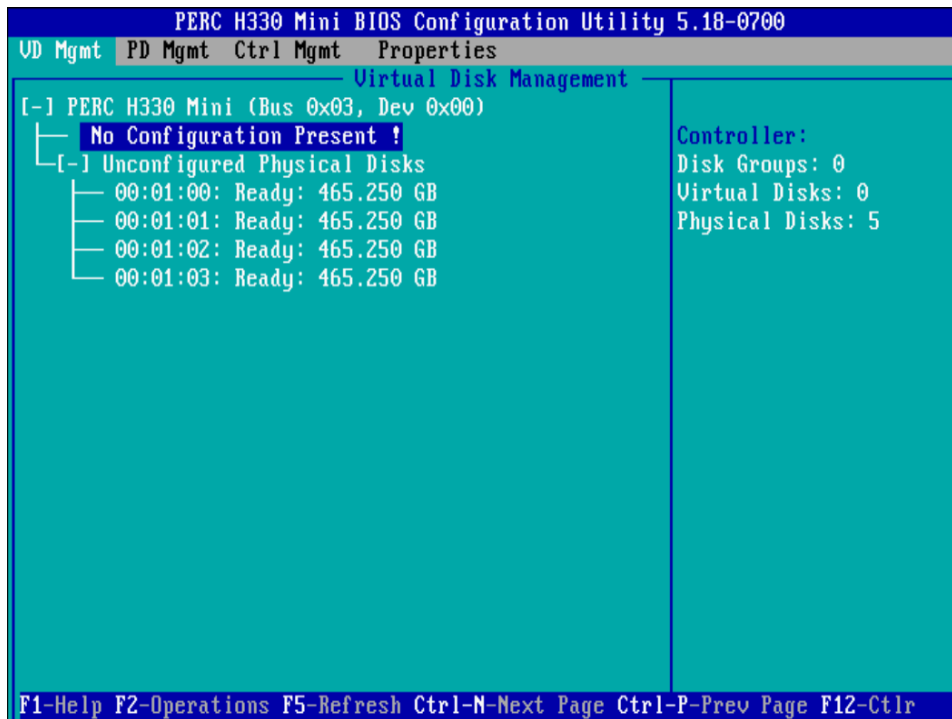 PERC H330 Mini BIOS Configuration Utility 5.18-0700
VD Mgmt PD Mgmt Ctrl Mgmt Properties
Virtual Disk Management
[-] PERC H330 Mini (Bus 0x03, Dev 0x00)
No Configuration Present !
[-] Unconfigured Physical Disks
00:01:00: Ready: 465.250 GB
00:01:01: Ready: 465.250 GB
00:01:02: Ready: 465.250 GB
00:01:03: Ready: 465.250 GB
Controller:
Disk Groups: 0
Virtual Disks: 0
Physical Disks: 5
F1-Help F2-Operations F5-Refresh Ctrl-N-Next Page Ctrl-P-Prev Page F12-Ctlr